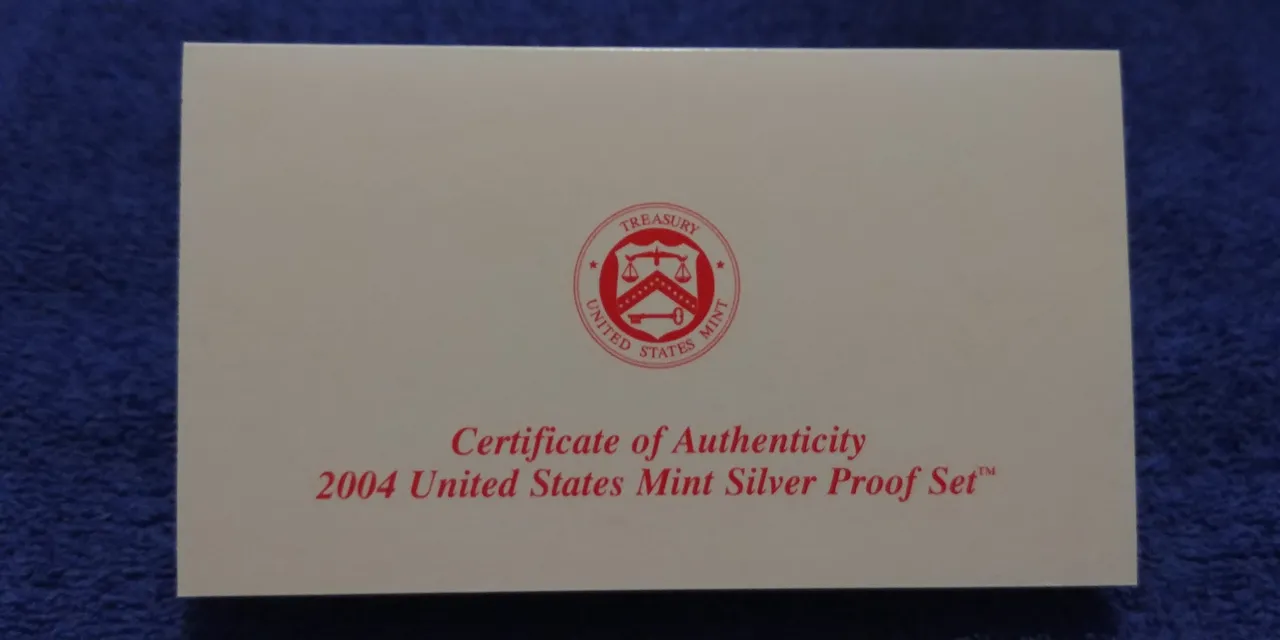 TREASURY
UNITED STATES MINT
Certificate of Authenticity
2004 United States Mint Silver Proof Set™